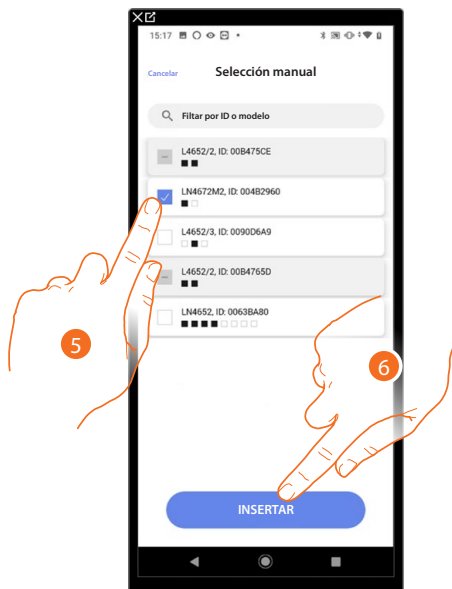 15:17
Cancelar Selección manual
Filtar por ID o modelo
L4652/2, ID: 00B475CE
LN4672M2, ID: 004B2960
L4652/3, ID: 0090D6A9
L4652/2, ID: 00B4765D
LN4652, ID: 0063BA80
5
6
INSERTAR